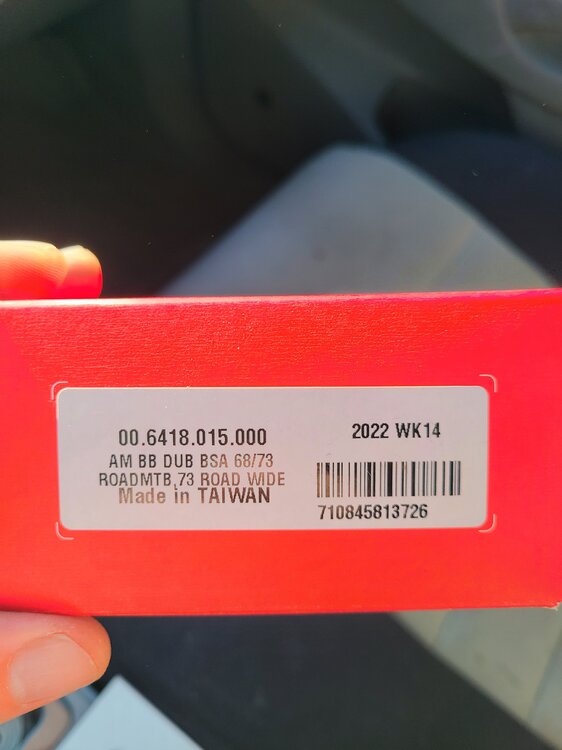 00.6418.015.000
AM BB DUB BSA 68/73
ROADMTB,73 ROAD WIDE
Made in TAIWAN
2022 WK14
710845813726